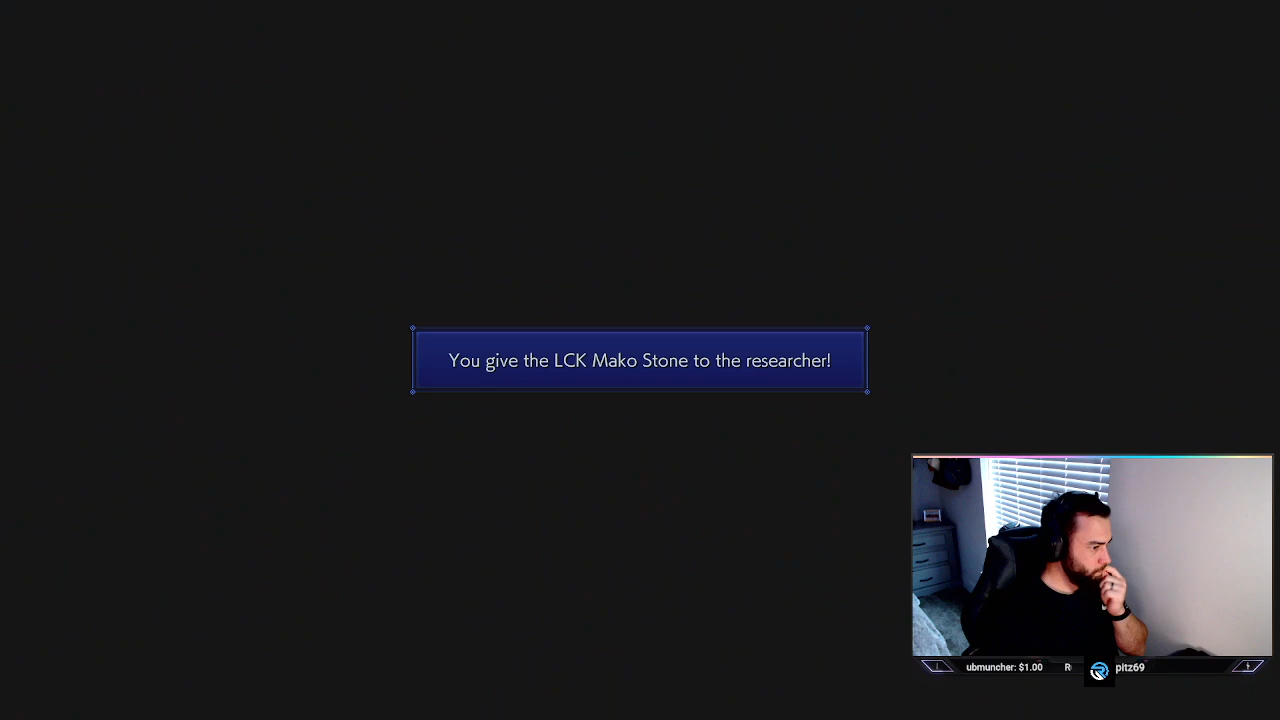 You give the LCK Mako Stone to the researcher!
ubmuncher: $1.00 R pitz69